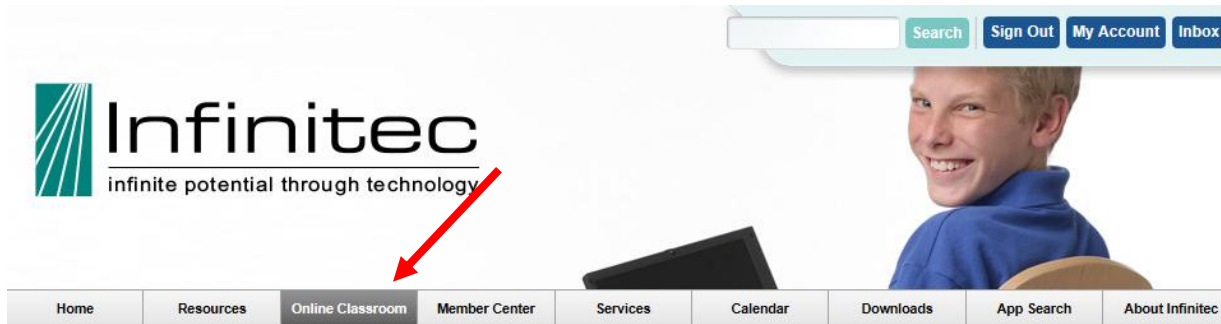 Search Sign Out My Account Inbox
Infinitec
infinite potential through technology
Home Resources Online Classroom Member Center Services Calendar Downloads App Search About Infinitec